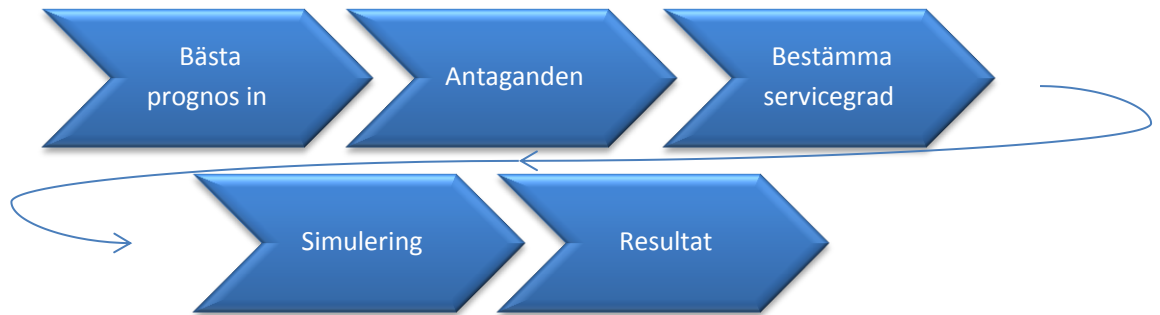 Bästa
prognos in
Antaganden
Bestämma
servicegrad
Simulering
Resultat